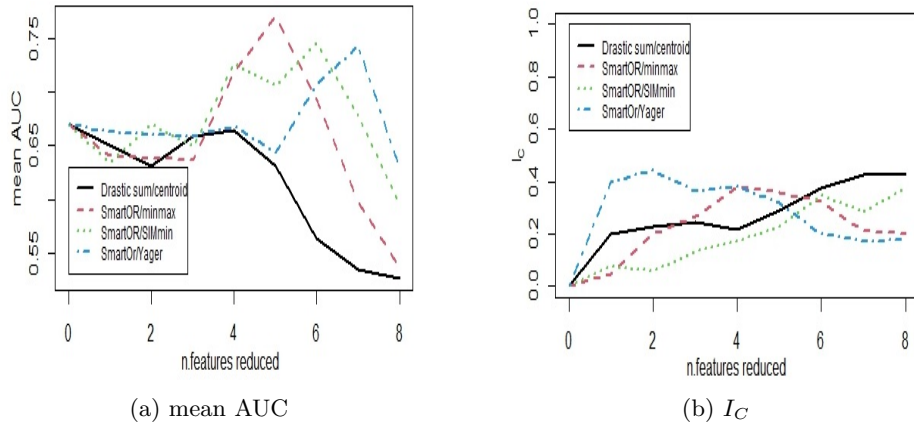 mean AUC
0.75
0.65
0.55
Drastic sum/centroid
SmartOR/minmax
SmartOR/SIMmin
SmartOr/Yager
0 2 4 6 8
n.features reduced
(a) mean AUC
I_C
1.0
0.8
0.6
0.4
0.2
0.0
Drastic sum/centroid
SmartOR/minmax
SmartOR/SIMmin
SmartOr/Yager
0 2 4 6 8
n.features reduced
(b) I_C